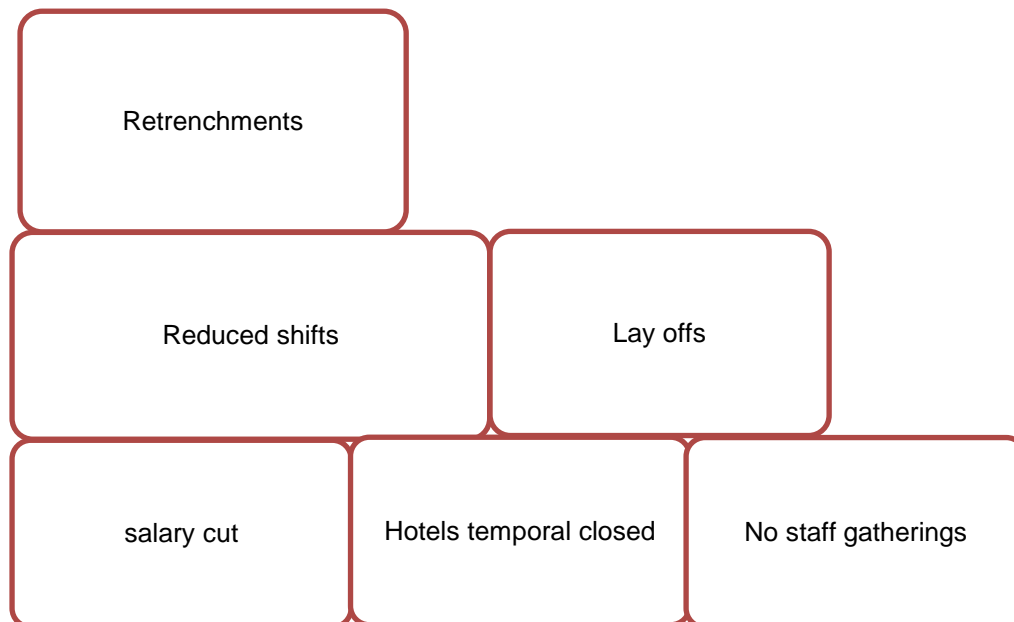 Retrenchments
Reduced shifts
Lay offs
salary cut
Hotels temporal closed
No staff gatherings